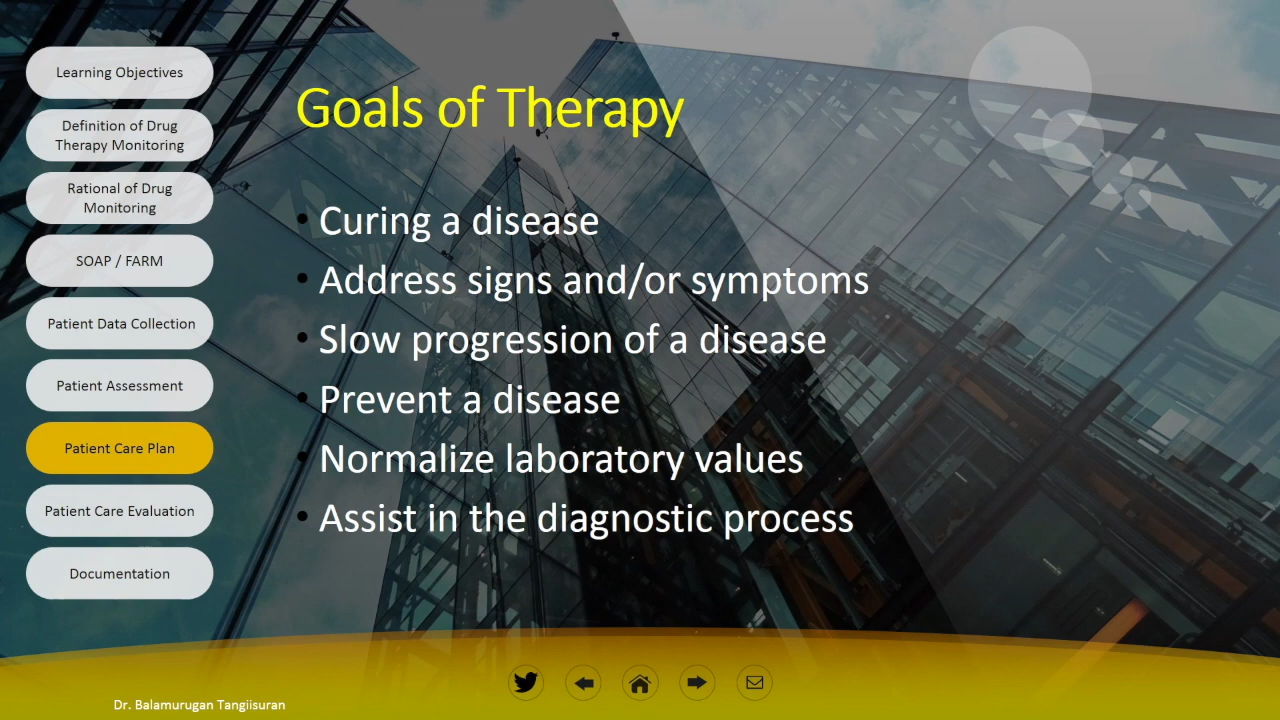 Learning Objectives
Definition of Drug
Therapy Monitoring
Rational of Drug
Monitoring
SOAP / FARM
Patient Data Collection
Patient Assessment
Patient Care Plan
Patient Care Evaluation
Documentation
Goals of Therapy
• Curing a disease
• Address signs and/or symptoms
• Slow progression of a disease
• Prevent a disease
• Normalize laboratory values
• Assist in the diagnostic process
Dr. Balamurugan Tangiisuran